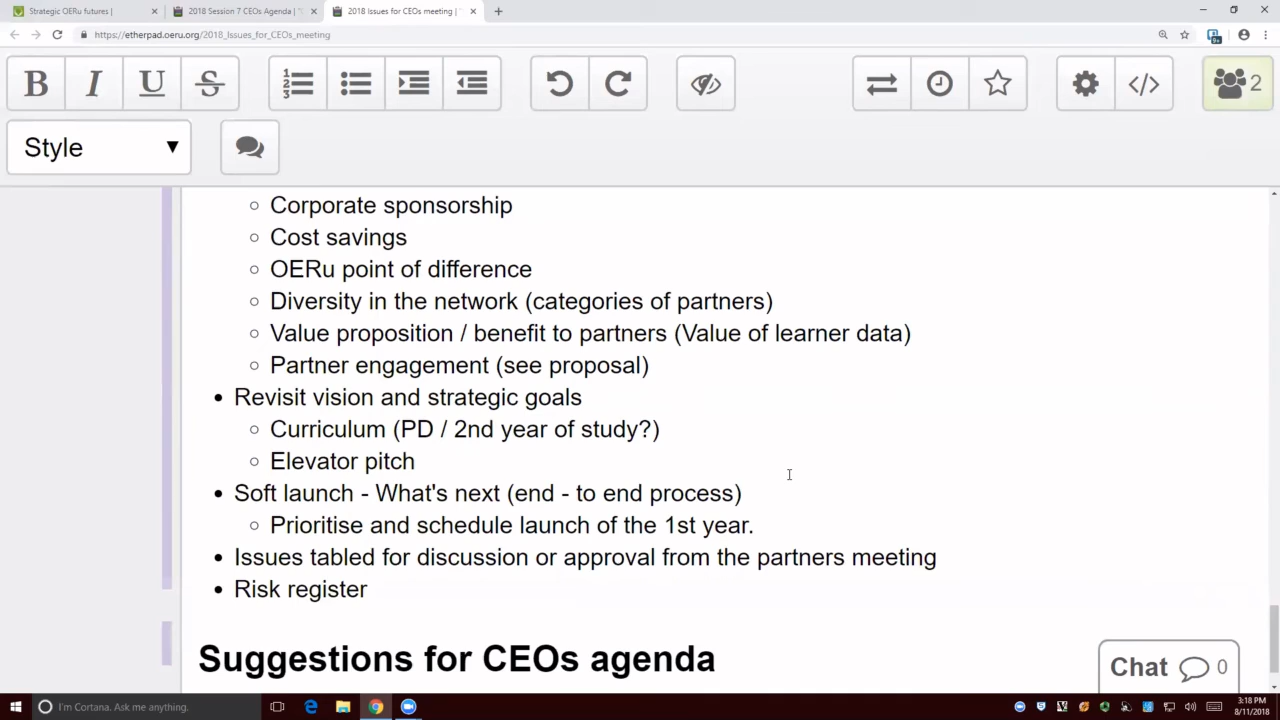 Strategic OERu futures |
2018 Session 7 CEOs Agenda | "
2018 Issues for CEOs meeting | "
https://etherpad.oeru.org/2018_Issues_for_CEOs_meeting
B I U S
2
Style
Corporate sponsorship
Cost savings
OERu point of difference
Diversity in the network (categories of partners)
Value proposition / benefit to partners (Value of learner data)
Partner engagement (see proposal)
Revisit vision and strategic goals
Curriculum (PD / 2nd year of study?)
Elevator pitch
Soft launch - What's next (end - to end process)
Prioritise and schedule launch of the 1st year.
Issues tabled for discussion or approval from the partners meeting
Risk register
Suggestions for CEOs agenda
Chat 0
I'm Cortana. Ask me anything.
3:18 PM
8/11/2018